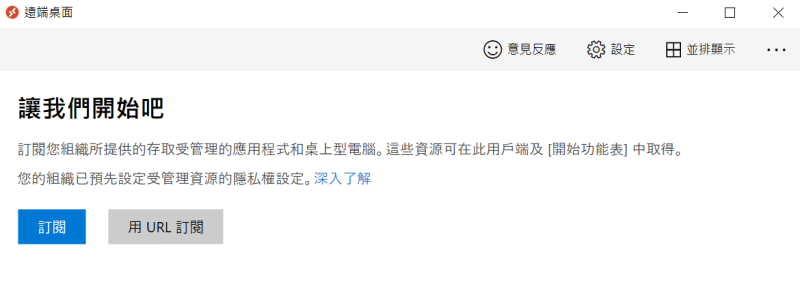 遠端桌面
意見反應 設定 並排顯示
讓我們開始吧
訂閱您組織所提供的存取受管理的應用程式和桌上型電腦。這些資源可在此用戶端及 [開始功能表] 中取得。
您的組織已預先設定受管理資源的隱私權設定。深入了解
訂閱 用 URL 訂閱